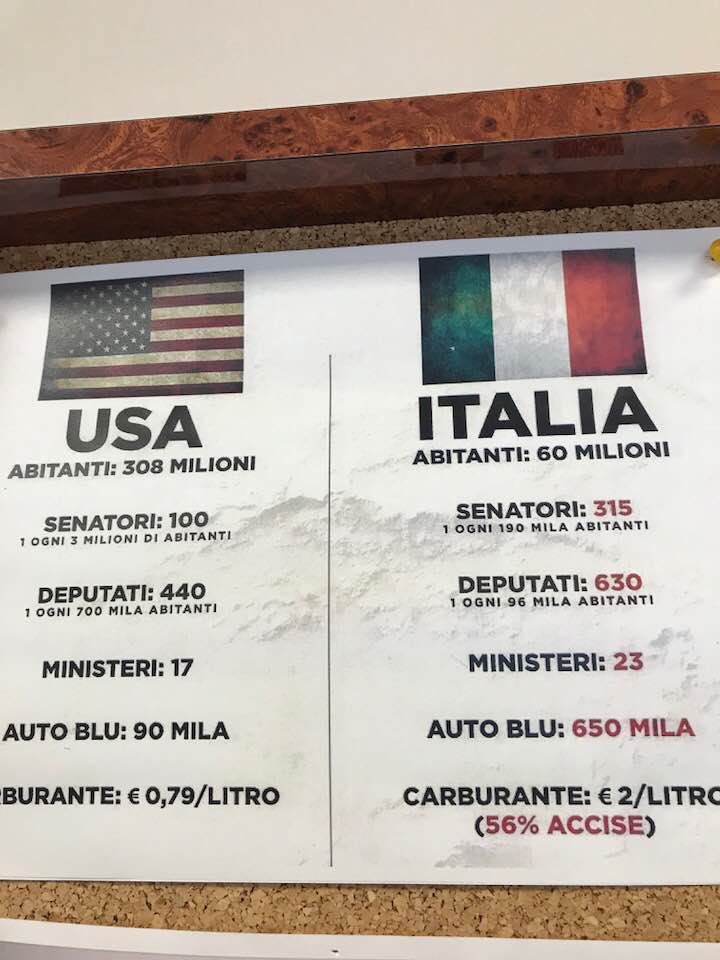 USA
ABITANTI: 308 MILIONI
SENATORI: 100
1 OGNI 3 MILIONI DI ABITANTI
DEPUTATI: 440
1 OGNI 700 MILA ABITANTI
MINISTERI: 17
AUTO BLU: 90 MILA
RBURANTE: € 0,79/LITRO
ITALIA
ABITANTI: 60 MILIONI
SENATORI: 315
1 OGNI 190 MILA ABITANTI
DEPUTATI: 630
1 OGNI 96 MILA ABITANTI
MINISTERI: 23
AUTO BLU: 650 MILA
CARBURANTE: € 2/LITRO
(56% ACCISE)